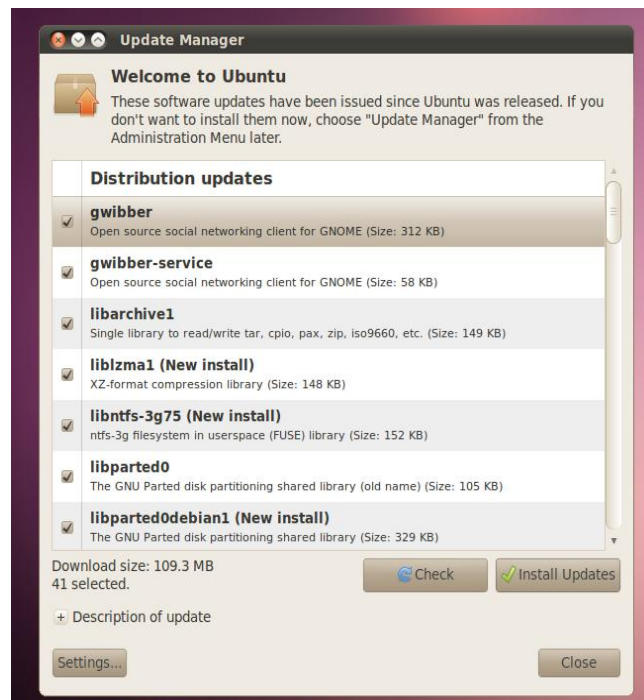 Update Manager
Welcome to Ubuntu
These software updates have been issued since Ubuntu was released. If you
don't want to install them now, choose "Update Manager" from the
Administration Menu later.
Distribution updates
gwibber
Open source social networking client for GNOME (Size: 312 KB)
gwibber-service
Open source social networking client for GNOME (Size: 58 KB)
libarchive1
Single library to read/write tar, cpio, pax, zip, iso9660, etc. (Size: 149 KB)
liblzma1 (New install)
XZ-format compression library (Size: 148 KB)
libntfs-3g75 (New install)
ntfs-3g filesystem in userspace (FUSE) library (Size: 152 KB)
libparted0
The GNU Parted disk partitioning shared library (old name) (Size: 105 KB)
libparted0debian1 (New install)
The GNU Parted disk partitioning shared library (Size: 329 KB)
Download size: 109.3 MB
41 selected.
Check
Install Updates
Description of update
Settings...
Close